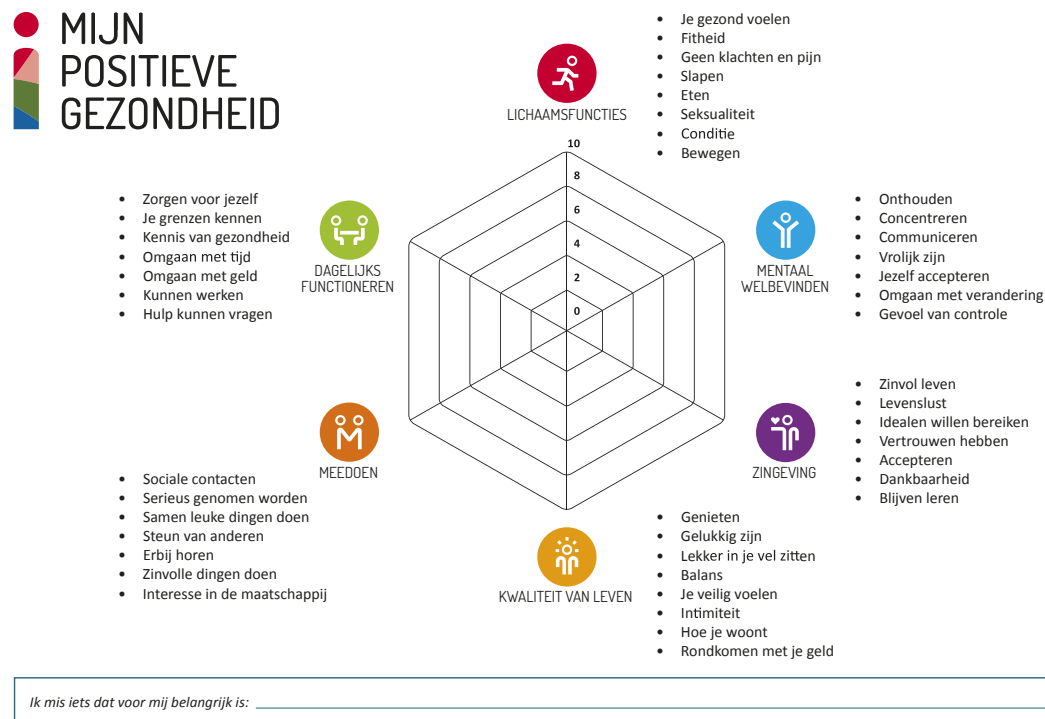 MIJN
POSITIEVE
GEZONDHEID
LICHAAMSFUNCTIES
• Je gezond voelen
• Fitheid
• Geen klachten en pijn
• Slapen
• Eten
• Seksualiteit
• Conditie
• Bewegen
10
8
6
4
2
0
• Zorgen voor jezelf
• Je grenzen kennen
• Kennis van gezondheid
• Omgaan met tijd
• Omgaan met geld
• Kunnen werken
• Hulp kunnen vragen
DAGELIJKS
FUNCTIONEREN
MENTAAL
WELBEVINDEN
• Onthouden
• Concentreren
• Communiceren
• Vrolijk zijn
• Jezelf accepteren
• Omgaan met verandering
• Gevoel van controle
MEEDOEN
• Sociale contacten
• Serieus genomen worden
• Samen leuke dingen doen
• Steun van anderen
• Erbij horen
• Zinvolle dingen doen
• Interesse in de maatschappij
ZINGEVING
• Zinvol leven
• Levenslust
• Idealen willen bereiken
• Vertrouwen hebben
• Accepteren
• Dankbaarheid
• Blijven leren
KWALITEIT VAN LEVEN
• Genieten
• Gelukkig zijn
• Lekker in je vel zitten
• Balans
• Je veilig voelen
• Intimiteit
• Hoe je woont
• Rondkomen met je geld
Ik mis iets dat voor mij belangrijk is: